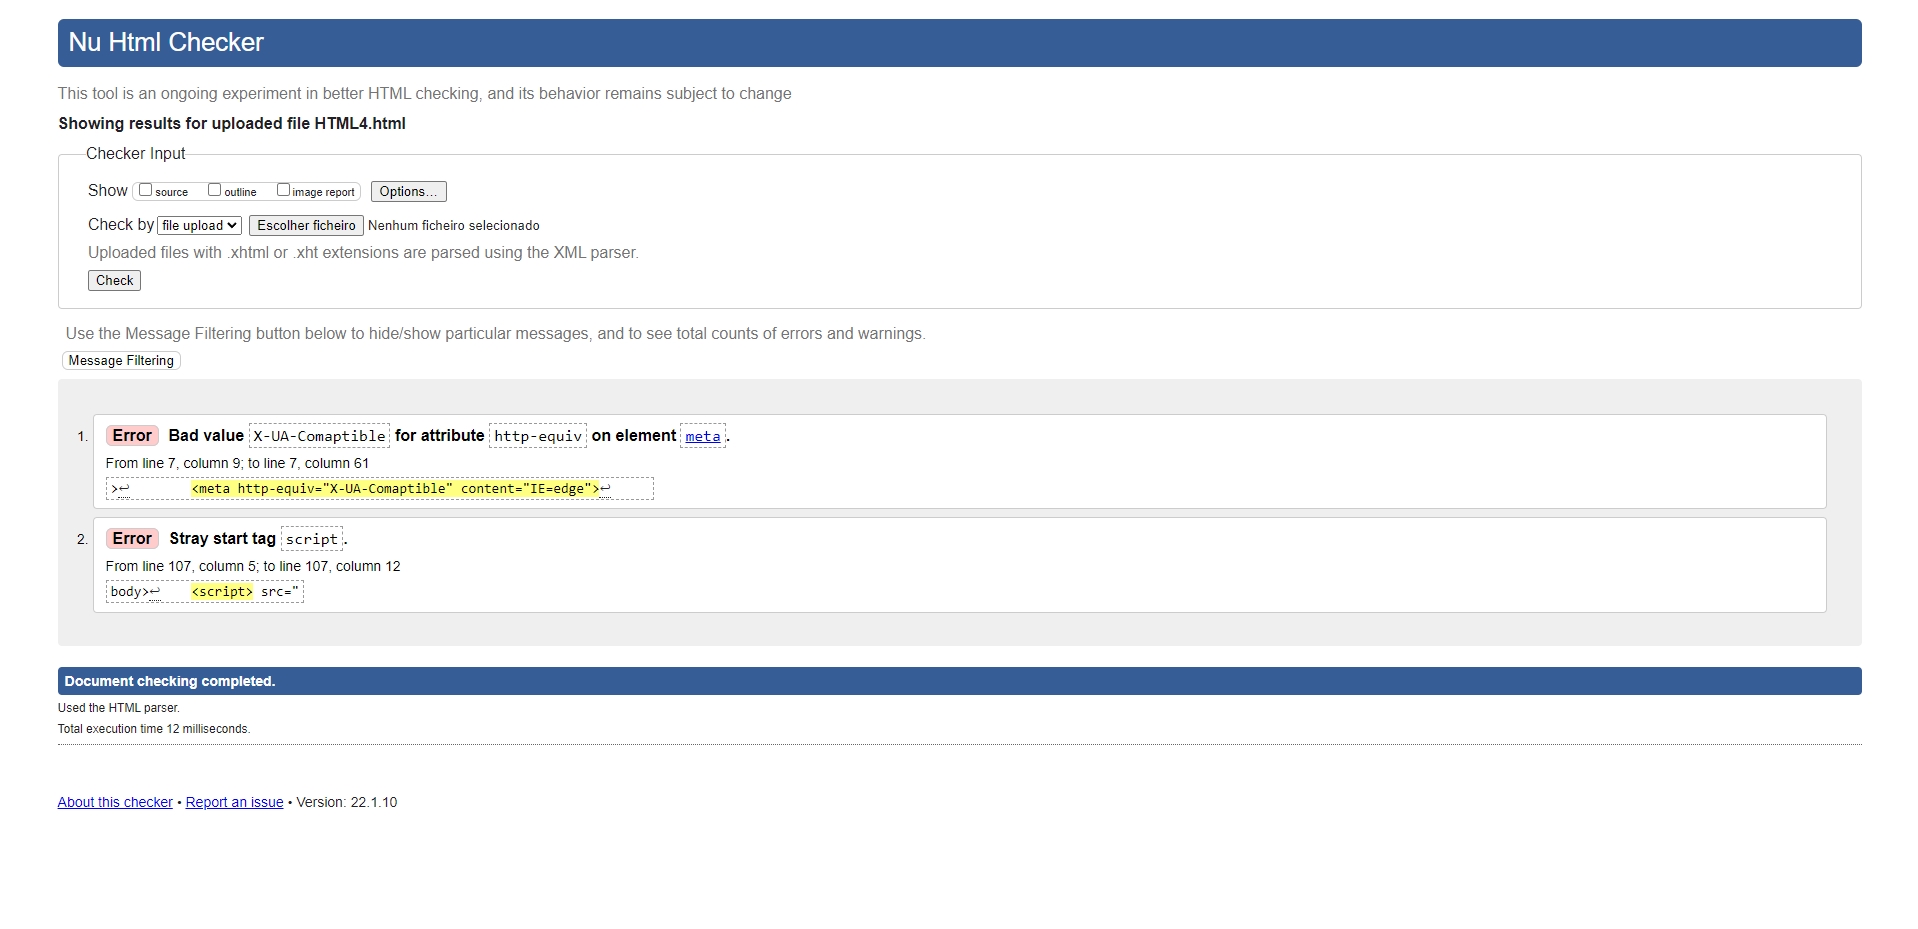 Nu Html Checker
This tool is an ongoing experiment in better HTML checking, and its behavior remains subject to change
Showing results for uploaded file HTML4.html
Checker Input
Show source outline image report Options...
Check by file upload Escolher ficheiro Nenhum ficheiro selecionado
Uploaded files with .xhtml or .xht extensions are parsed using the XML parser.
Check
Use the Message Filtering button below to hide/show particular messages, and to see total counts of errors and warnings.
Message Filtering
1. Error Bad value X-UA-Comaptible for attribute http-equiv on element meta.
From line 7, column 9; to line 7, column 61
>↩ <meta http-equiv="X-UA-Comaptible" content="IE=edge">↩
2. Error Stray start tag script.
From line 107, column 5; to line 107, column 12
body>↩ <script> src="
Document checking completed.
Used the HTML parser.
Total execution time 12 milliseconds.
About this checker • Report an issue • Version: 22.1.10